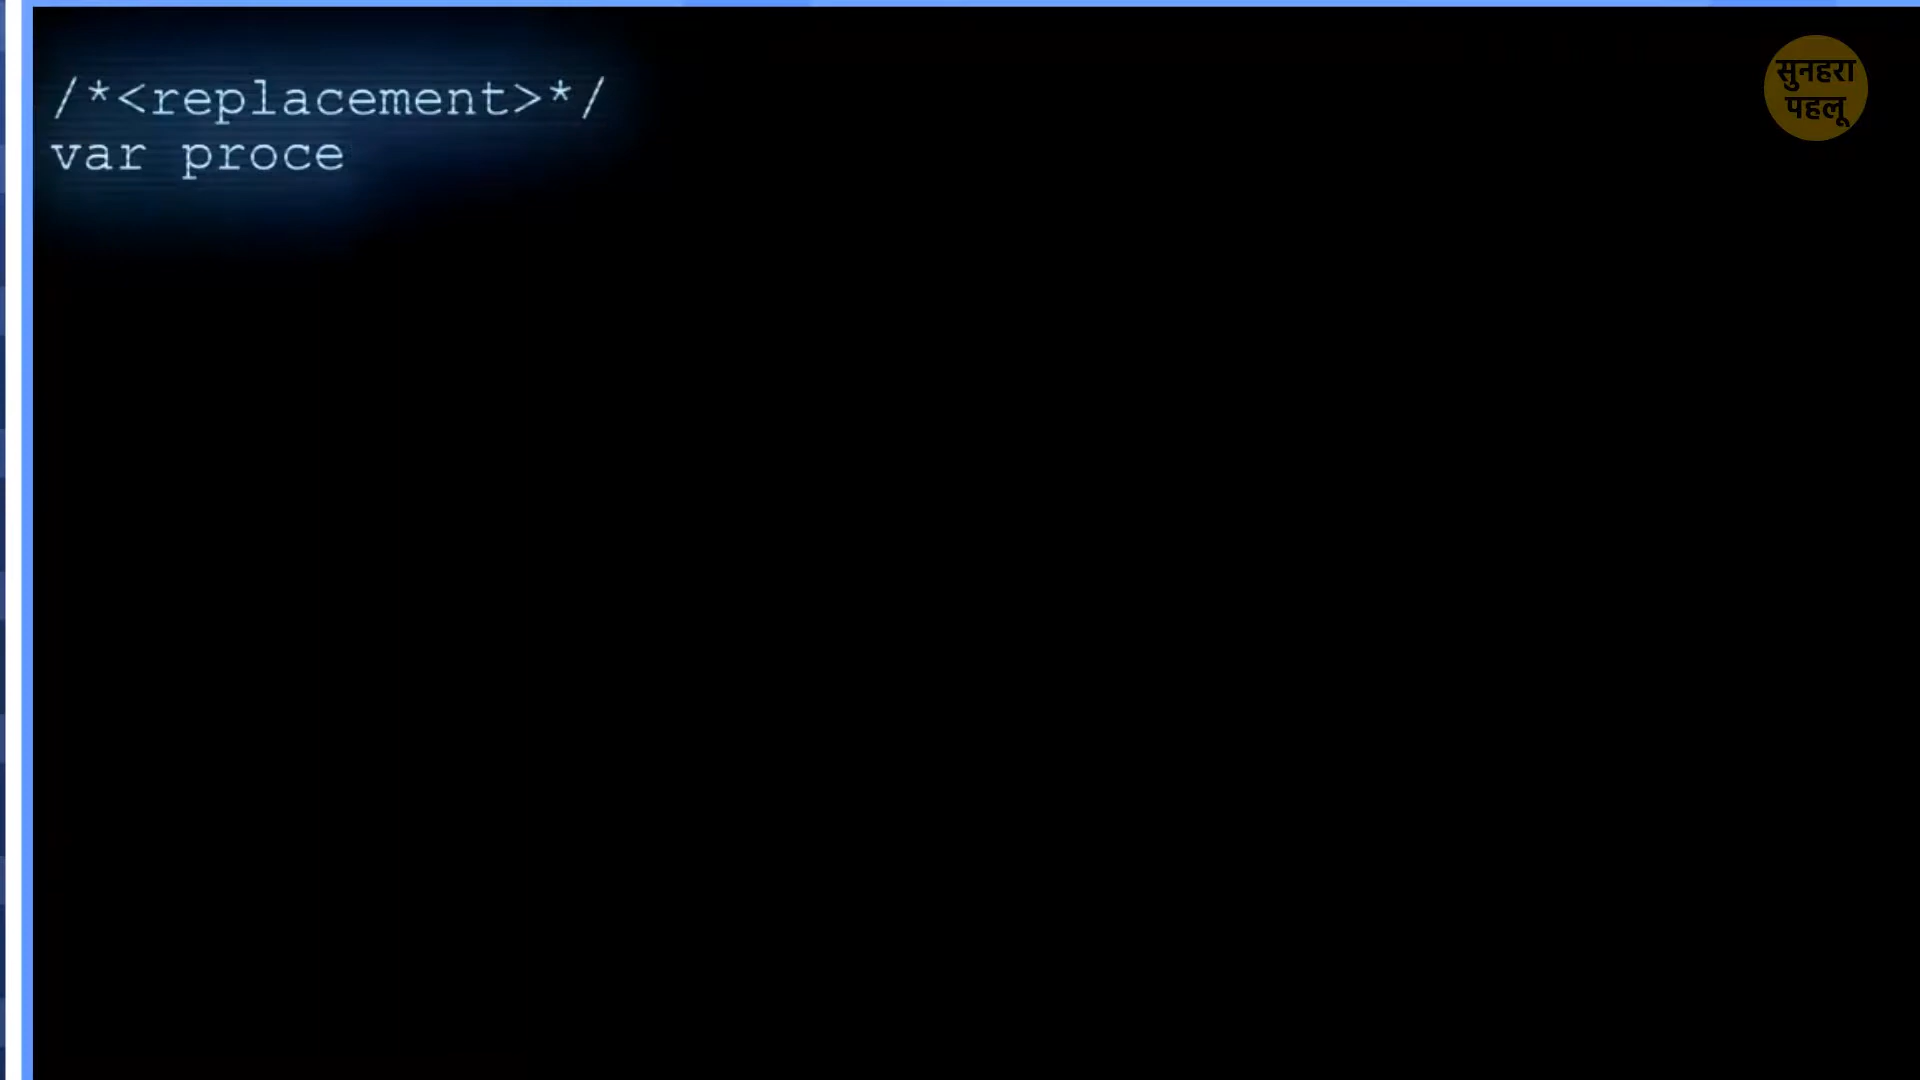 /*<replacement>*/
var proce
सुनहरा
पहलू